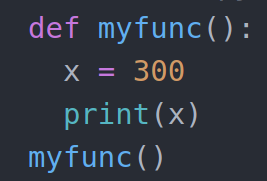 def myfunc():
  x = 300
  print(x)
myfunc()